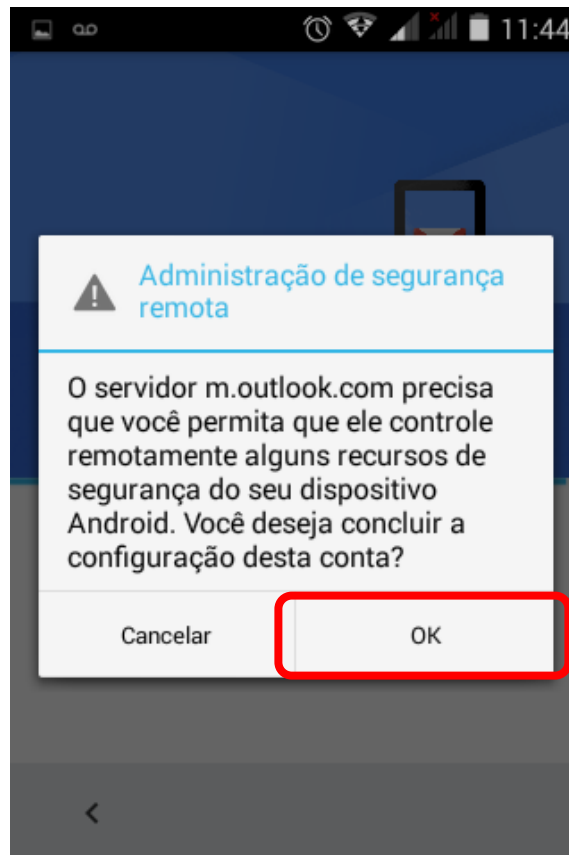 11:44
Administração de segurança
remota
O servidor m.outlook.com precisa
que você permita que ele controle
remotamente alguns recursos de
segurança do seu dispositivo
Android. Você deseja concluir a
configuração desta conta?
Cancelar
OK